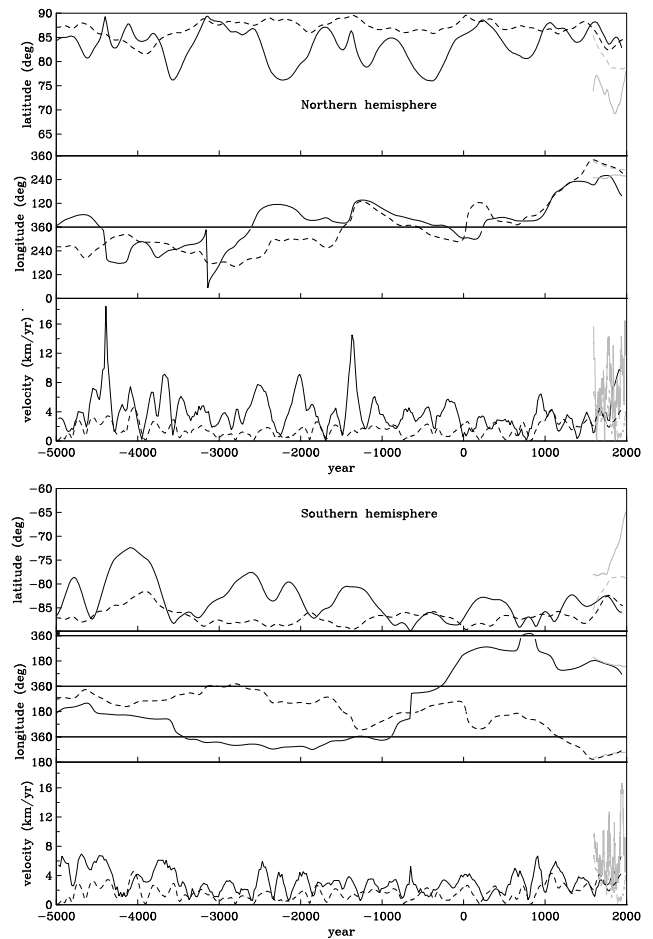 90
85
80
75
70
65
latitude (deg)
Northern hemisphere
360
240
120
360
240
120
0
longitude (deg)
16
12
8
4
0
velocity (km/yr)
-5000 -4000 -3000 -2000 -1000 0 1000 2000
year
-60
-65
-70
-75
-80
-85
latitude (deg)
Southern hemisphere
360
180
360
180
360
180
longitude (deg)
16
12
8
4
0
velocity (km/yr)
-5000 -4000 -3000 -2000 -1000 0 1000 2000
year